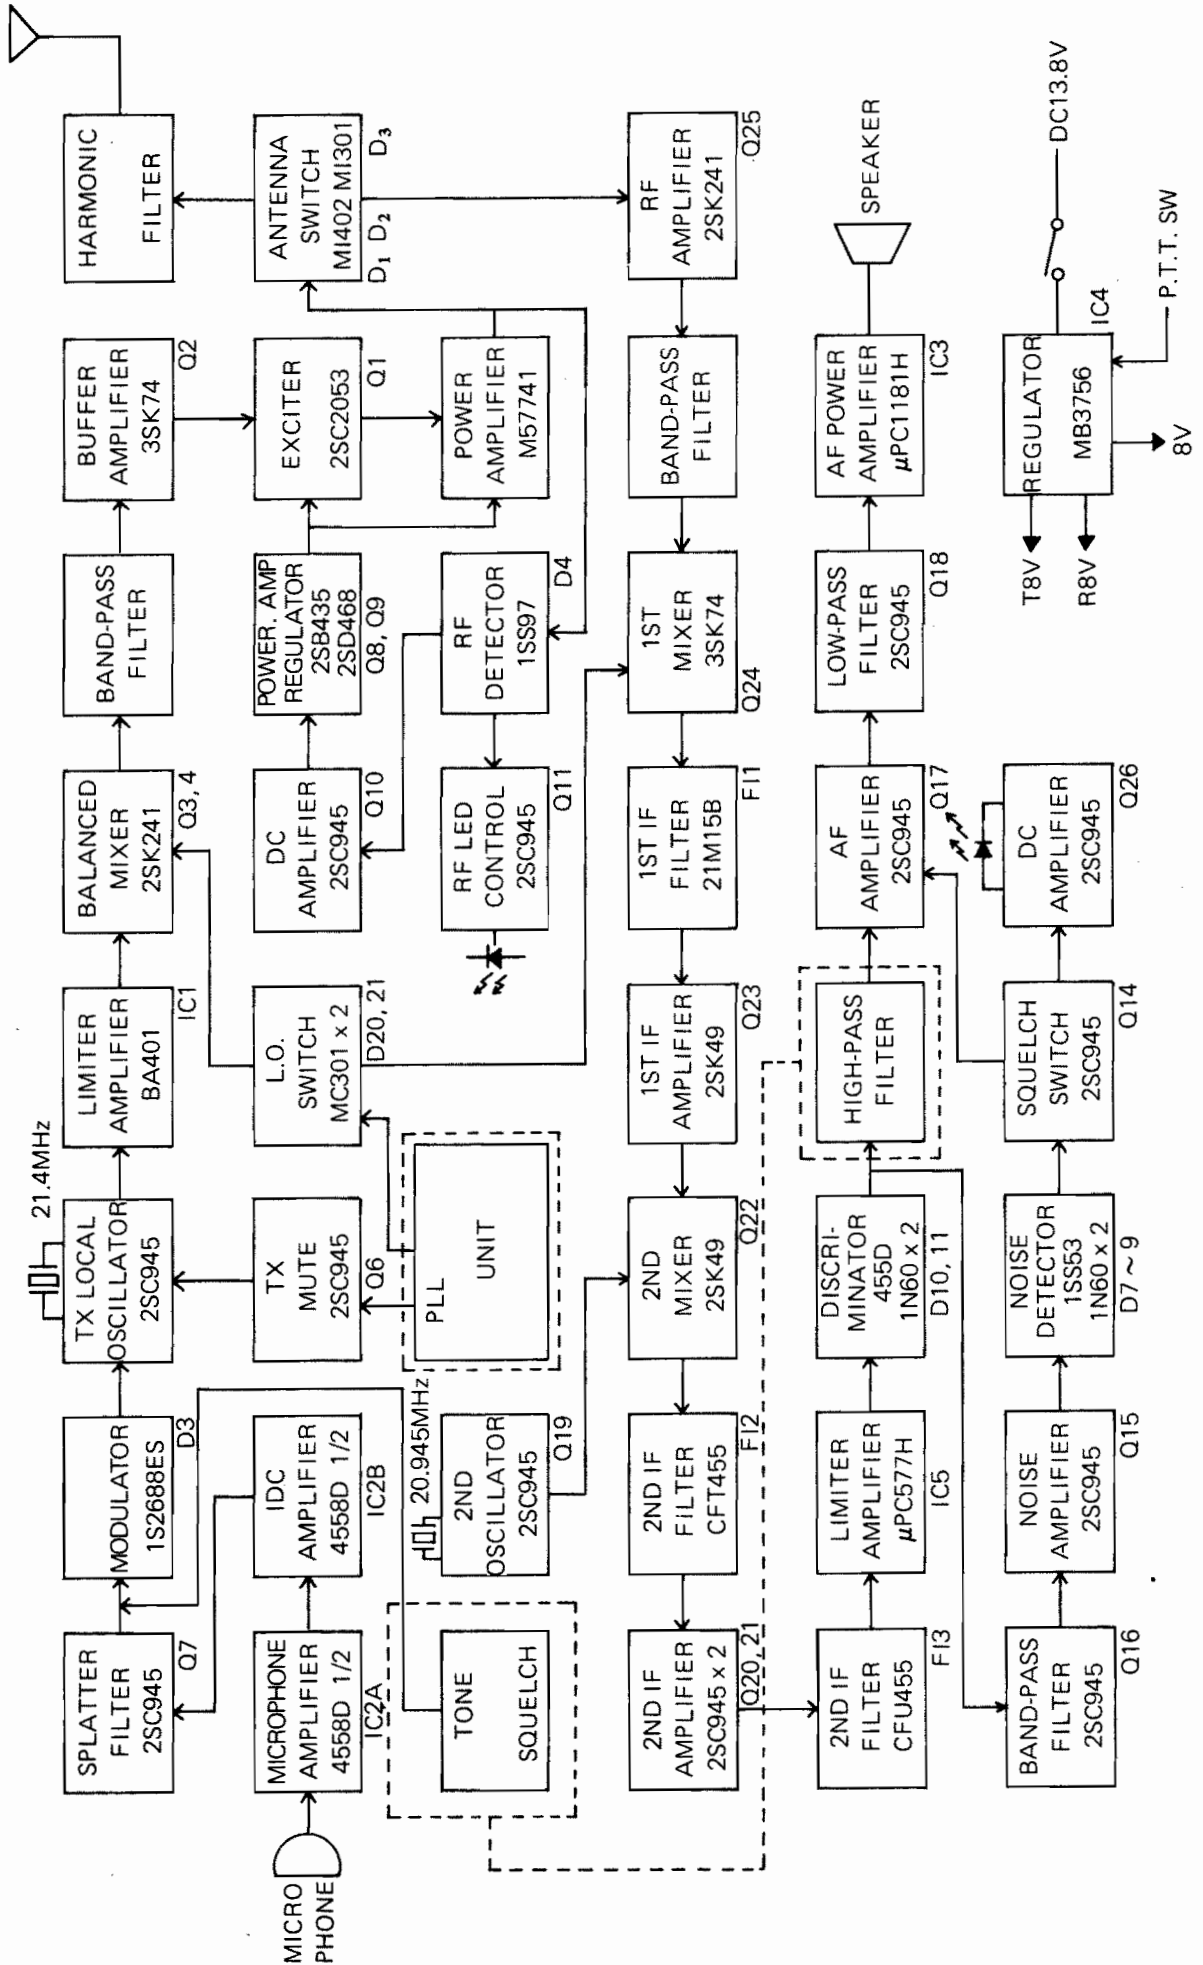 SPLATTER
FILTER
2SC945
Q7
MODULATOR
1S2688ES
D3
21.4MHz
TX LOCAL
OSCILLATOR
2SC945
LIMITER
AMPLIFIER
BA401
IC1
BALANCED
MIXER
2SK241
Q3, 4
BAND-PASS
FILTER
BUFFER
AMPLIFIER
3SK74
Q2
HARMONIC
FILTER
MICRO
PHONE
MICROPHONE
AMPLIFIER
4558D 1/2
IC2A
IDC
AMPLIFIER
4558D 1/2
IC2B
TX
MUTE
2SC945
Q6
L.O.
SWITCH
MC301 x 2
D20, 21
DC
AMPLIFIER
2SC945
Q10
POWER. AMP
REGULATOR
2SB435
2SD468
Q8, Q9
EXCITER
2SC2053
Q1
ANTENNA
SWITCH
MI402 MI301
D1 D2 D3
TONE
SQUELCH
20.945MHz
2ND
OSCILLATOR
2SC945
Q19
PLL
UNIT
RF LED
CONTROL
2SC945
Q11
RF
DETECTOR
1SS97
D4
POWER
AMPLIFIER
M57741
2ND IF
AMPLIFIER
2SC945 x 2
Q20, 21
2ND IF
FILTER
CFT455
FI2
2ND
MIXER
2SK49
Q22
1ST IF
AMPLIFIER
2SK49
Q23
1ST IF
FILTER
21M15B
FI1
1ST
MIXER
3SK74
Q24
BAND-PASS
FILTER
RF
AMPLIFIER
2SK241
Q25
2ND IF
FILTER
CFU455
FI3
LIMITER
AMPLIFIER
μPC577H
IC5
DISCRI-
MINATOR
455D
1N60 x 2
D10, 11
HIGH-PASS
FILTER
AF
AMPLIFIER
2SC945
Q17
LOW-PASS
FILTER
2SC945
Q18
AF POWER
AMPLIFIER
μPC1181H
IC3
SPEAKER
BAND-PASS
FILTER
2SC945
Q16
NOISE
AMPLIFIER
2SC945
Q15
NOISE
DETECTOR
1SS53
1N60 x 2
D7～9
SQUELCH
SWITCH
2SC945
Q14
DC
AMPLIFIER
2SC945
Q26
T8V
R8V
REGULATOR
MB3756
IC4
8V
DC13.8V
P.T.T. SW